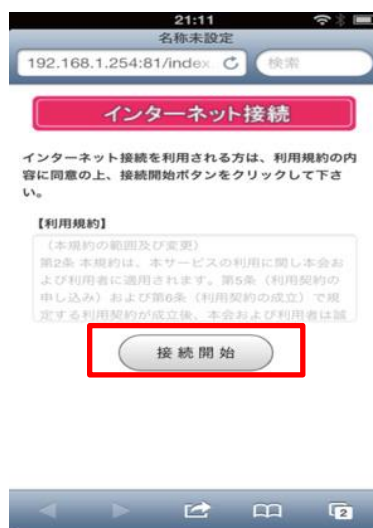 21:11
名称未設定
192.168.1.254:81/index
検索
インターネット接続
インターネット接続を利用される方は、利用規約の内
容に同意の上、接続開始ボタンをクリックして下さ
い。
【利用規約】
(本規約の範囲及び変更)
第2条 本規約は、本サービスの利用に関し本会お
よび利用者に適用されます。第5条(利用契約の
申し込み)および第6条(利用契約の成立)で規
定する利用契約が成立後、本会および利用者は誠
接続開始
2